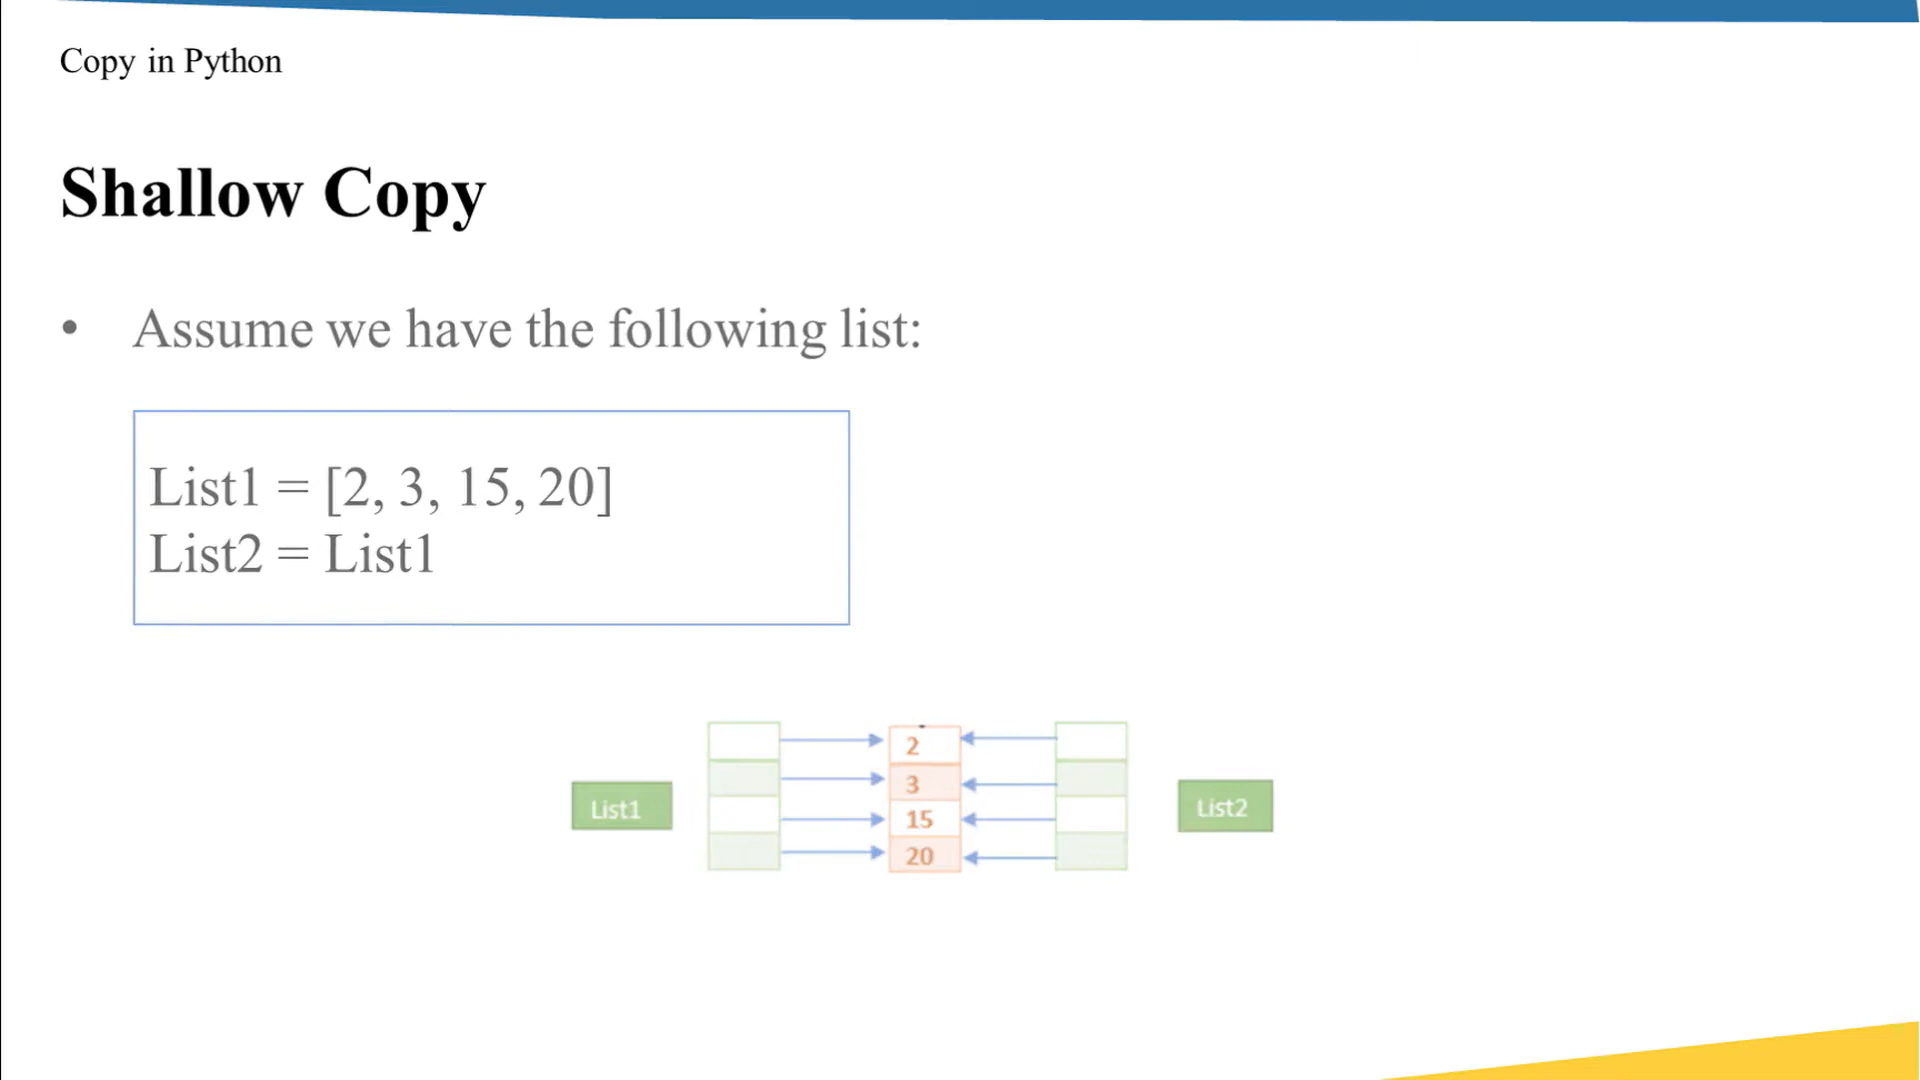 Copy in Python
Shallow Copy
• Assume we have the following list:
List1 = [2, 3, 15, 20]
List2 = List1
2
3
List1
15
List2
20